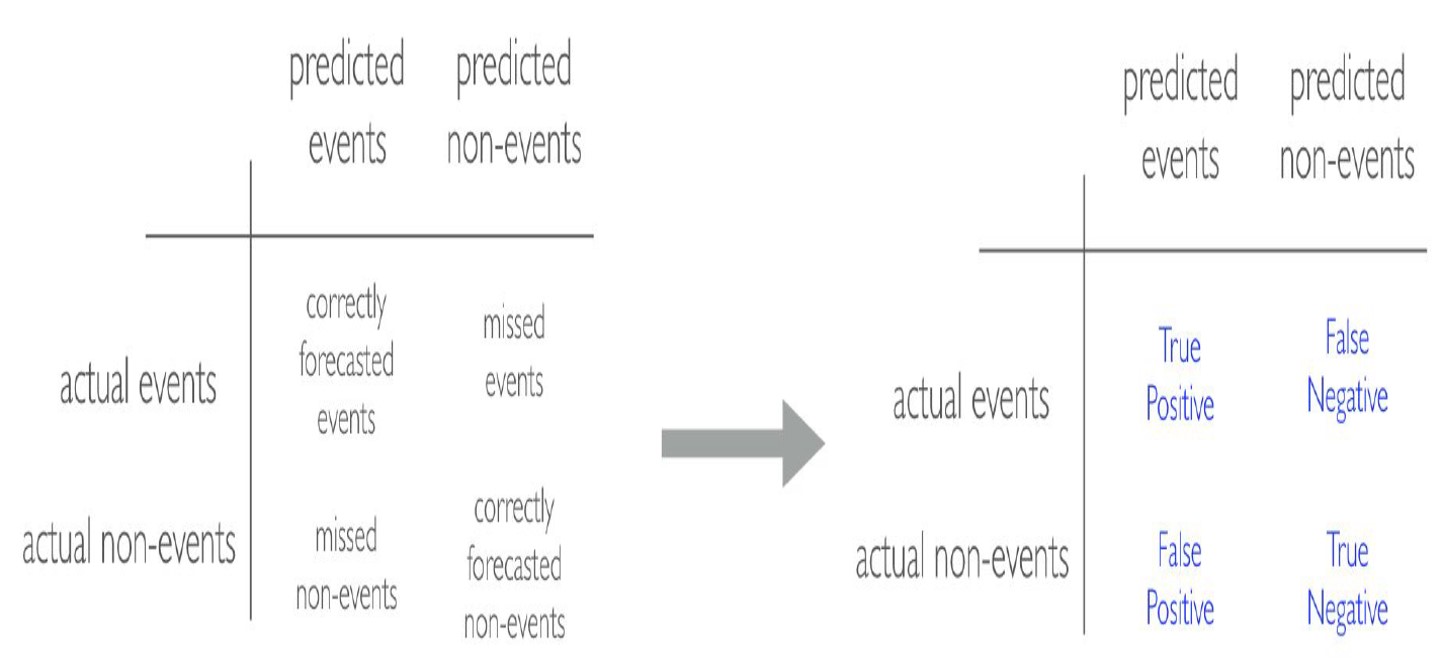 predicted
events
predicted
non-events
actual events
correctly
forecasted
events
missed
events
actual non-events
missed
non-events
correctly
forecasted
non-events
predicted
events
predicted
non-events
actual events
True
Positive
False
Negative
actual non-events
False
Positive
True
Negative